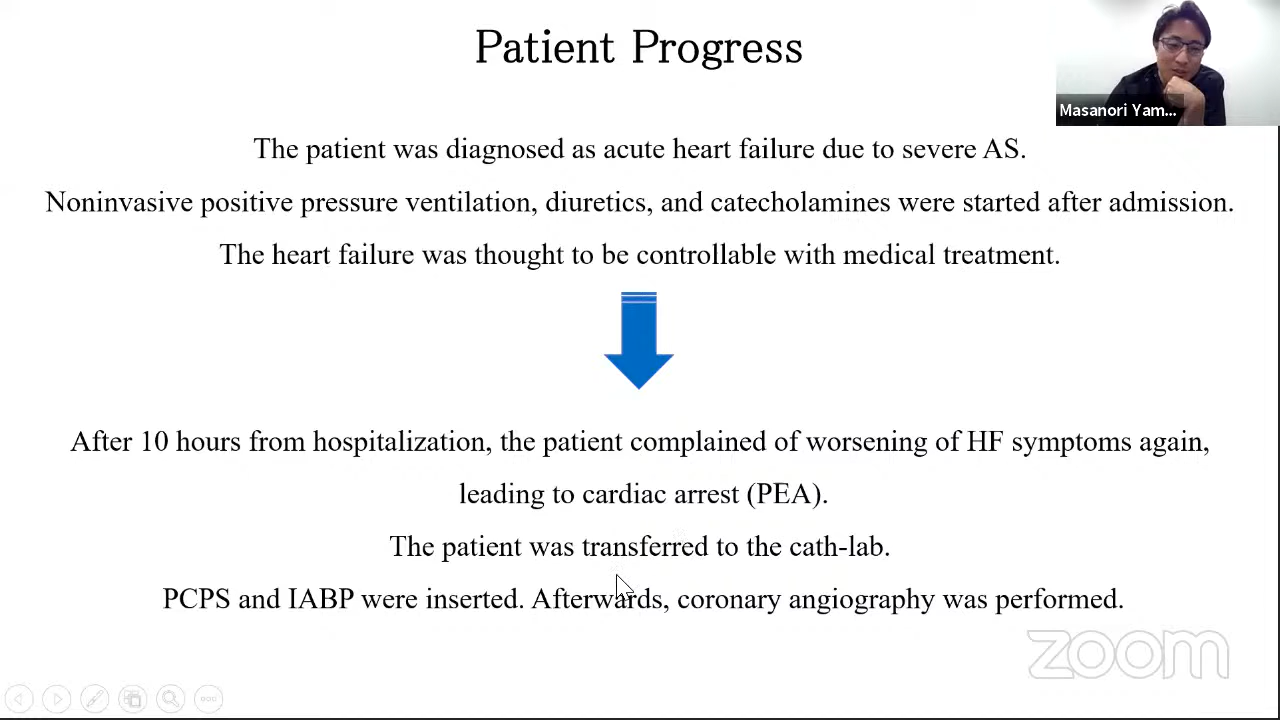 Patient Progress
Masanori Yam...
The patient was diagnosed as acute heart failure due to severe AS.
Noninvasive positive pressure ventilation, diuretics, and catecholamines were started after admission.
The heart failure was thought to be controllable with medical treatment.
After 10 hours from hospitalization, the patient complained of worsening of HF symptoms again,
leading to cardiac arrest (PEA).
The patient was transferred to the cath-lab.
PCPS and IABP were inserted. Afterwards, coronary angiography was performed.
zoom